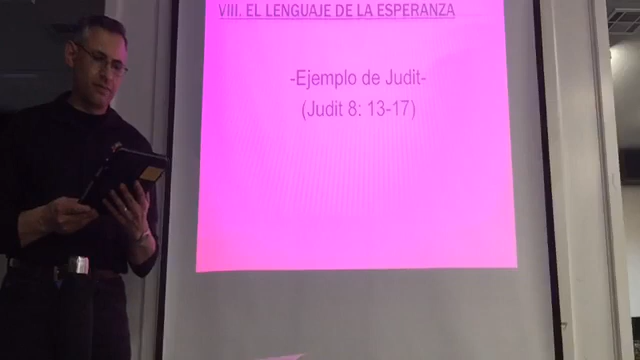 VIII. EL LENGUAJE DE LA ESPERANZA
-Ejemplo de Judit-
(Judit 8: 13-17)